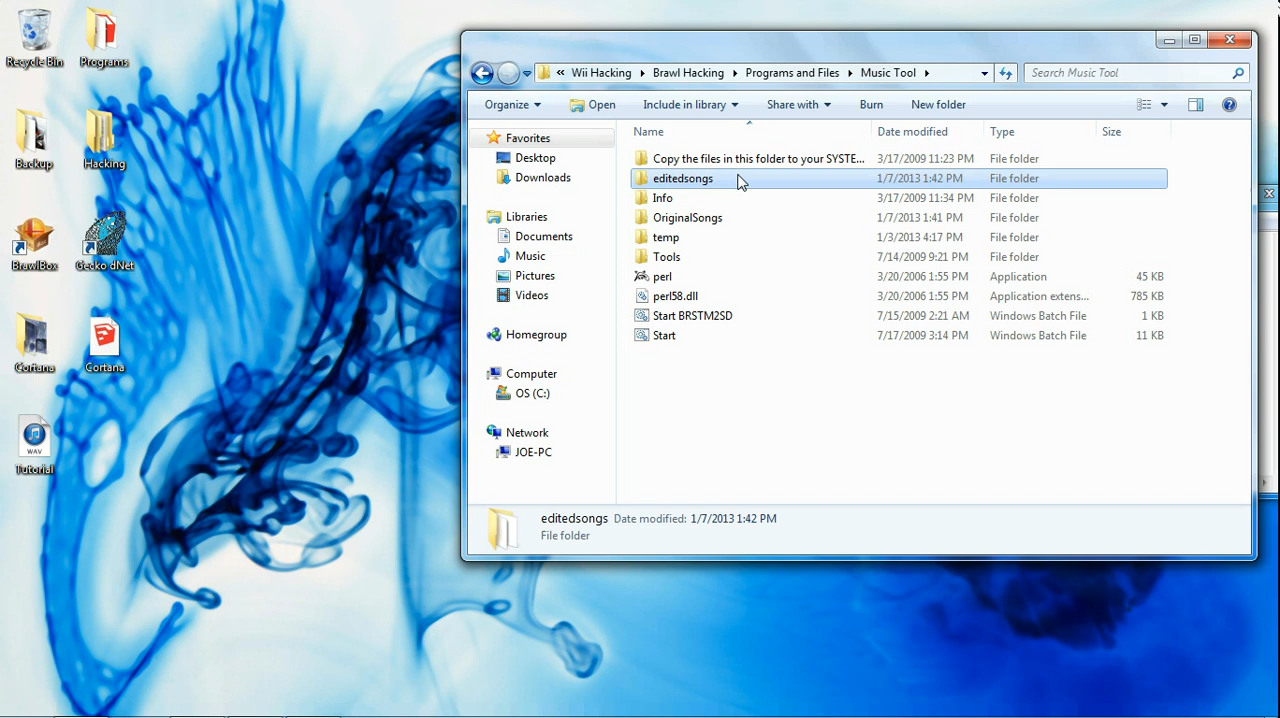 Recycle Bin
Programs
Backup
Hacking
BrawlBox
Gecko dNet
Cortana
Cortana
WAV
Tutorial
« Wii Hacking Brawl Hacking Programs and Files Music Tool
Search Music Tool
Organize Open Include in library Share with Burn New folder
Favorites
Desktop
Downloads
Libraries
Documents
Music
Pictures
Videos
Homegroup
Computer
OS (C:)
Network
JOE-PC
Name Date modified Type Size
Copy the files in this folder to your SYSTE... 3/17/2009 11:23 PM File folder
editedsongs 1/7/2013 1:42 PM File folder
Info 3/17/2009 11:34 PM File folder
OriginalSongs 1/7/2013 1:41 PM File folder
temp 1/3/2013 4:17 PM File folder
Tools 7/14/2009 9:21 PM File folder
perl 3/20/2006 1:55 PM Application 45 KB
perl58.dll 3/20/2006 1:55 PM Application extens... 785 KB
Start BRSTM2SD 7/15/2009 2:21 AM Windows Batch File 1 KB
Start 7/17/2009 3:14 PM Windows Batch File 11 KB
editedsongs Date modified: 1/7/2013 1:42 PM
File folder